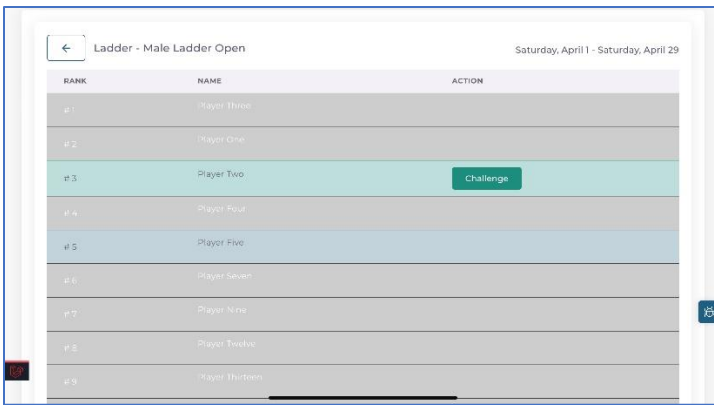 Ladder - Male Ladder Open
Saturday, April 1 - Saturday, April 29
RANK NAME ACTION
# 1 Player Three
# 2 Player One
# 3 Player Two Challenge
# 4 Player Four
# 5 Player Five
# 6 Player Seven
# 7 Player Nine
# 8 Player Twelve
# 9 Player Thirteen